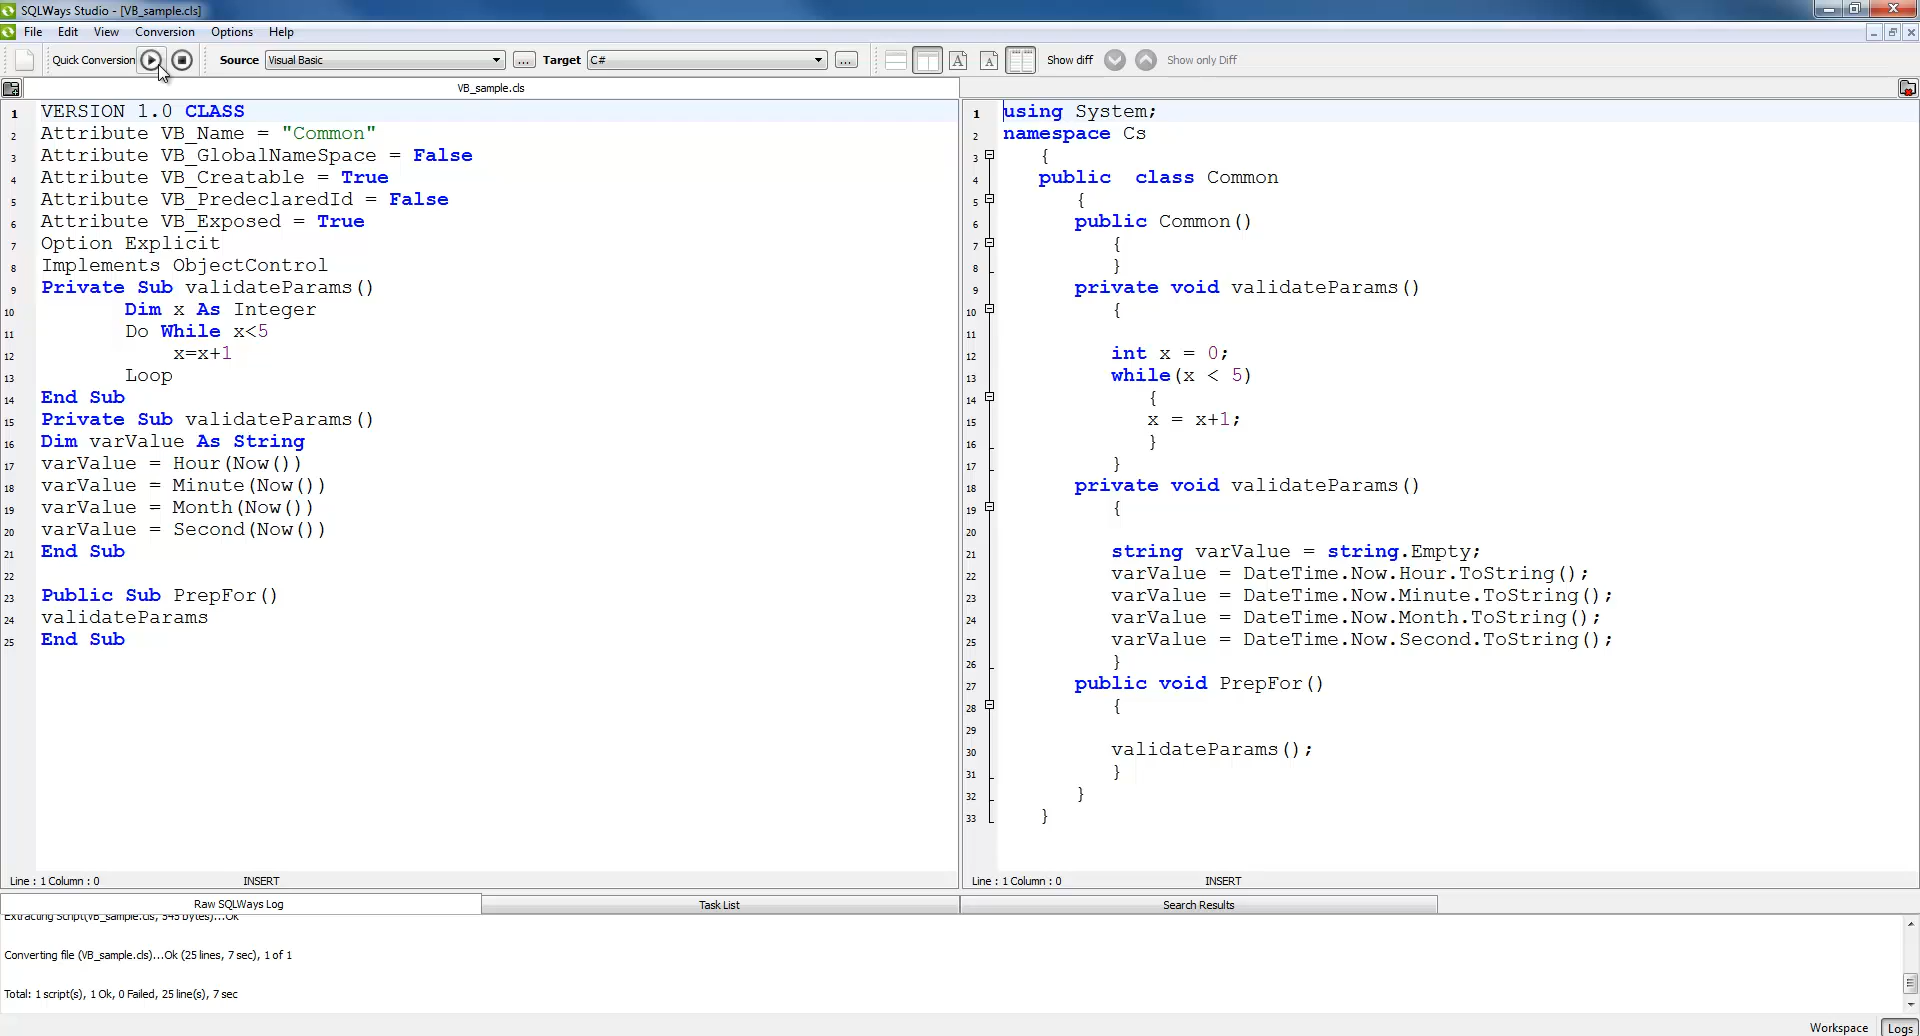 SQLWays Studio - [VB_sample.cls]
File Edit View Conversion Options Help
Quick Conversion Source Visual Basic ... Target C# ... A A Show diff Show only Diff
VB_sample.cls
1 VERSION 1.0 CLASS
2 Attribute VB_Name = "Common"
3 Attribute VB_GlobalNameSpace = False
4 Attribute VB_Creatable = True
5 Attribute VB_PredeclaredId = False
6 Attribute VB_Exposed = True
7 Option Explicit
8 Implements ObjectControl
9 Private Sub validateParams()
10 Dim x As Integer
11 Do While x<5
12 x=x+1
13 Loop
14 End Sub
15 Private Sub validateParams()
16 Dim varValue As String
17 varValue = Hour(Now())
18 varValue = Minute(Now())
19 varValue = Month(Now())
20 varValue = Second(Now())
21 End Sub
22
23 Public Sub PrepFor()
24 validateParams
25 End Sub
Line : 1 Column : 0 INSERT
1 using System;
2 namespace Cs
3 {
4 public class Common
5 {
6 public Common()
7 {
8 }
9 private void validateParams()
10 {
11
12 int x = 0;
13 while(x < 5)
14 {
15 x = x+1;
16 }
17 }
18 private void validateParams()
19 {
20
21 string varValue = string.Empty;
22 varValue = DateTime.Now.Hour.ToString();
23 varValue = DateTime.Now.Minute.ToString();
24 varValue = DateTime.Now.Month.ToString();
25 varValue = DateTime.Now.Second.ToString();
26 }
27 public void PrepFor()
28 {
29
30 validateParams();
31 }
32 }
33 }
Line : 1 Column : 0 INSERT
Raw SQLWays Log Task List Search Results
Extracting Script(VB_sample.cls, 545 bytes)...Ok
Converting file (VB_sample.cls)...Ok (25 lines, 7 sec), 1 of 1
Total: 1 script(s), 1 Ok, 0 Failed, 25 line(s), 7 sec
Workspace Logs